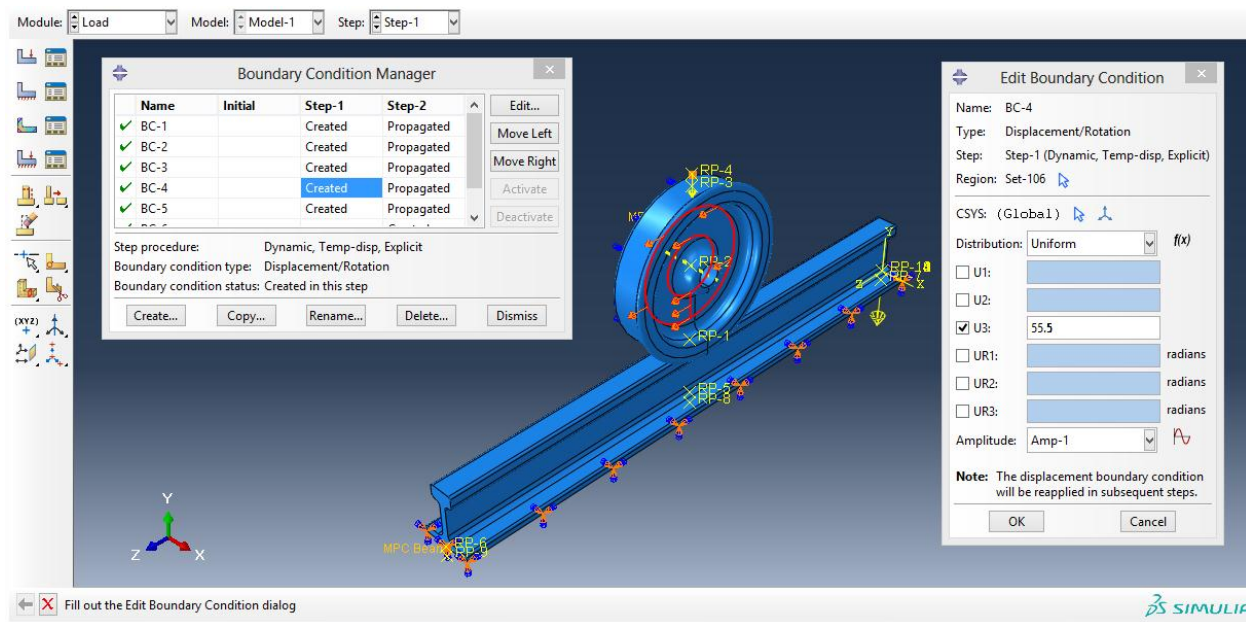 Module: Load Model: Model-1 Step: Step-1
Boundary Condition Manager
Name Initial Step-1 Step-2
BC-1 Created Propagated
BC-2 Created Propagated
BC-3 Created Propagated
BC-4 Created Propagated
BC-5 Created Propagated
Edit...
Move Left
Move Right
Activate
Deactivate
Step procedure: Dynamic, Temp-disp, Explicit
Boundary condition type: Displacement/Rotation
Boundary condition status: Created in this step
Create... Copy... Rename... Delete... Dismiss
Edit Boundary Condition
Name: BC-4
Type: Displacement/Rotation
Step: Step-1 (Dynamic, Temp-disp, Explicit)
Region: Set-106
CSYS: (Global)
Distribution: Uniform f(x)
U1:
U2:
U3: 55.5
UR1: radians
UR2: radians
UR3: radians
Amplitude: Amp-1
Note: The displacement boundary condition
will be reapplied in subsequent steps.
OK Cancel
(XYZ)
RP-4
RP-3
RP-2
RP-1
Y
Z
X
RP-5
RP-8
RP-6
RP-9
Y
Z X
Fill out the Edit Boundary Condition dialog
SIMULIA